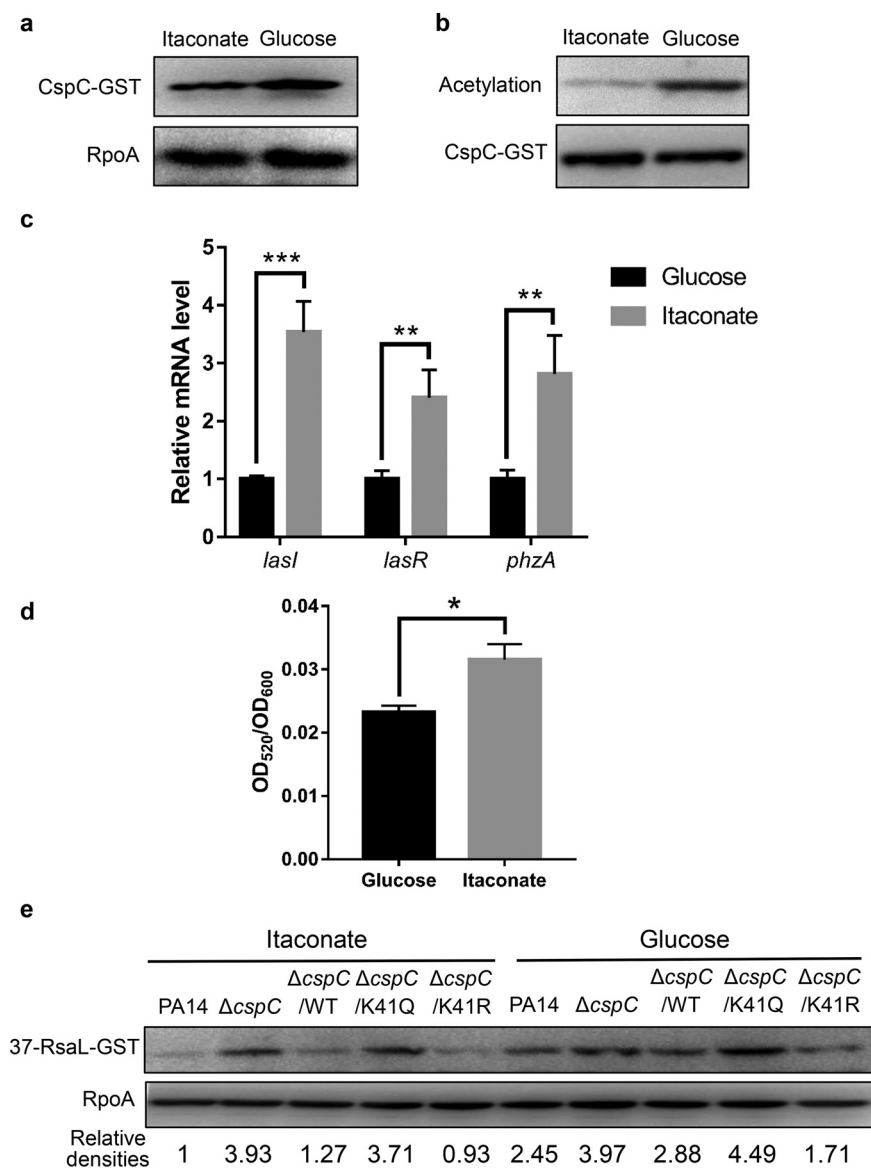 a
Itaconate Glucose
CspC-GST
RpoA
b
Itaconate Glucose
Acetylation
CspC-GST
c
Relative mRNA level
5
4
3
2
1
0
*** ** **
lasI lasR phzA
Glucose
Itaconate
d
OD520/OD600
0.04
0.03
0.02
0.01
0.00
*
Glucose Itaconate
e
Itaconate Glucose
PA14 ΔcspC ΔcspC/WT ΔcspC/K41Q ΔcspC/K41R PA14 ΔcspC ΔcspC/WT ΔcspC/K41Q ΔcspC/K41R
37-RsaL-GST
RpoA
Relative densities 1 3.93 1.27 3.71 0.93 2.45 3.97 2.88 4.49 1.71